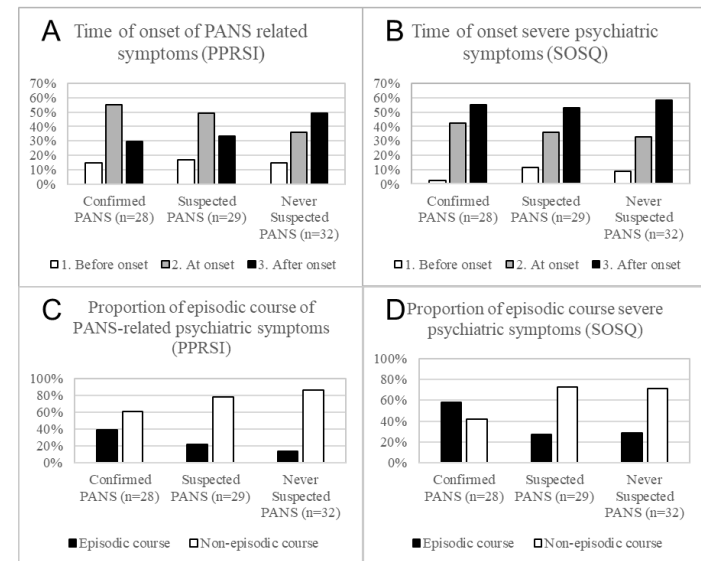 A
Time of onset of PANS related
symptoms (PPRSI)
70%
60%
50%
40%
30%
20%
10%
0%
Confirmed
PANS (n=28)
Suspected
PANS (n=29)
Never
Suspected
PANS (n=32)
1. Before onset
2. At onset
3. After onset
B
Time of onset severe psychiatric
symptoms (SOSQ)
70%
60%
50%
40%
30%
20%
10%
0%
Confirmed
PANS (n=28)
Suspected
PANS (n=29)
Never
Suspected
PANS (n=32)
1. Before onset
2. At onset
3. After onset
C
Proportion of episodic course of
PANS-related psychiatric symptoms
(PPRSI)
100%
80%
60%
40%
20%
0%
Confirmed
PANS (n=28)
Suspected
PANS (n=29)
Never
Suspected
PANS (n=32)
Episodic course
Non-episodic course
D
Proportion of episodic course severe
psychiatric symptoms (SOSQ)
100%
80%
60%
40%
20%
0%
Confirmed
PANS (n=28)
Suspected
PANS (n=29)
Never
Suspected
PANS (n=32)
Episodic course
Non-episodic course